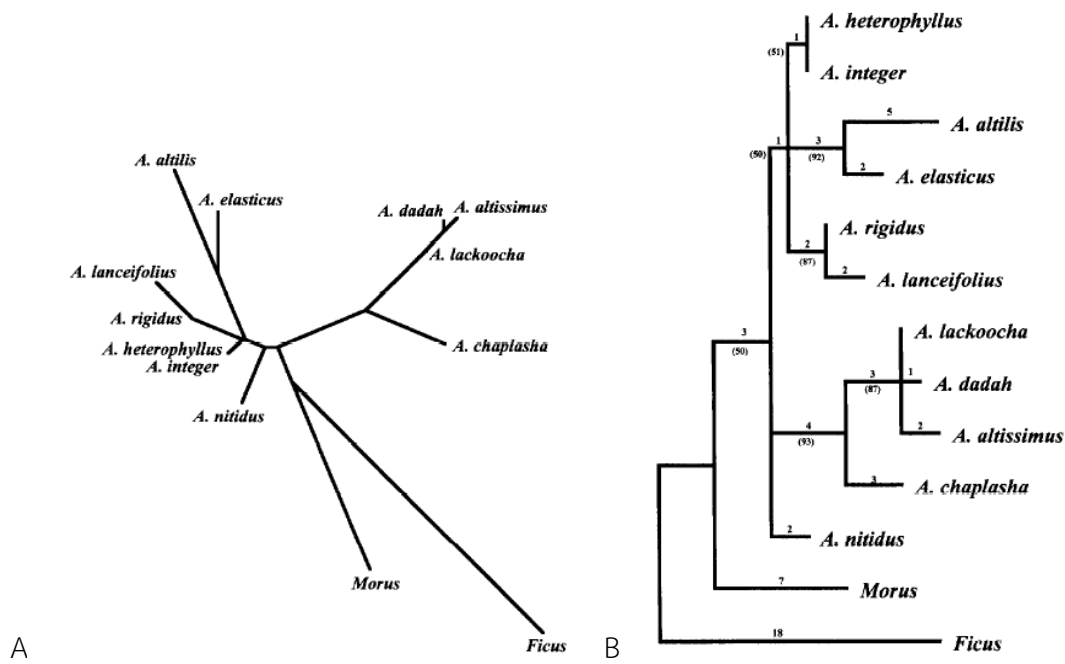 A. altilis
A. elasticus
A. dadah
A. altissimus
A. lackoocha
A. lanceifolius
A. rigidus
A. heterophyllus
A. integer
A. chaplasha
A. nitidus
Morus
Ficus
A
A. heterophyllus
1
(51)
A. integer
5
A. altilis
1
3
(50)
(92)
2
A. elasticus
A. rigidus
2
(87)
2
A. lanceifolius
A. lackoocha
3
(50)
3
(87)
1
A. dadah
2
A. altissimus
4
(93)
3
A. chaplasha
2
A. nitidus
7
Morus
18
Ficus
B